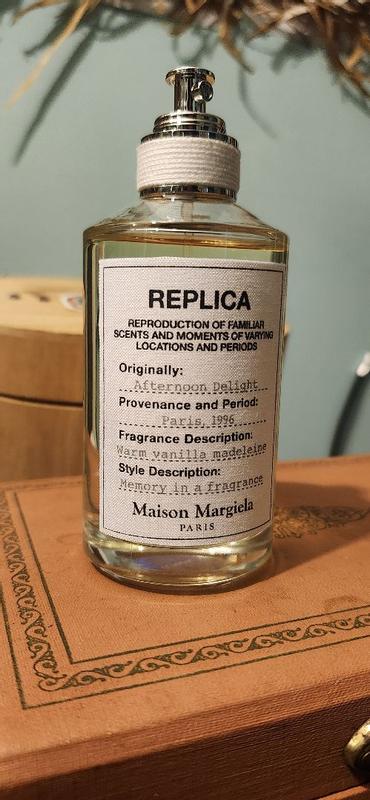 REPLICA
REPRODUCTION OF FAMILIAR
SCENTS AND MOMENTS OF VARYING
LOCATIONS AND PERIODS
Originally:
Afternoon Delight
Provenance and Period:
Paris, 1996
Fragrance Description:
Warm vanilla madeleine
Style Description:
Memory in a fragrance
Maison Margiela
PARIS